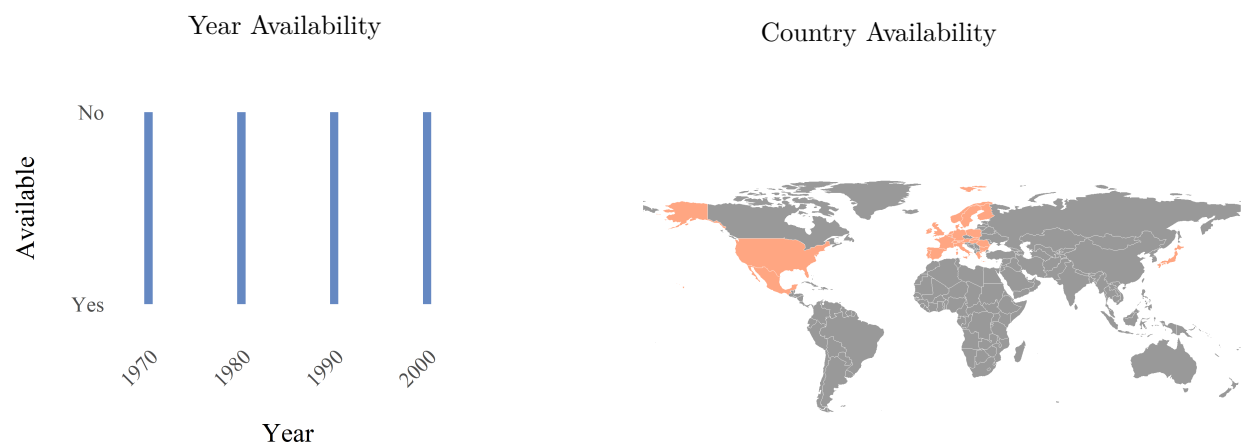 Year Availability
No
Available
Yes
1970
1980
1990
2000
Year
Country Availability